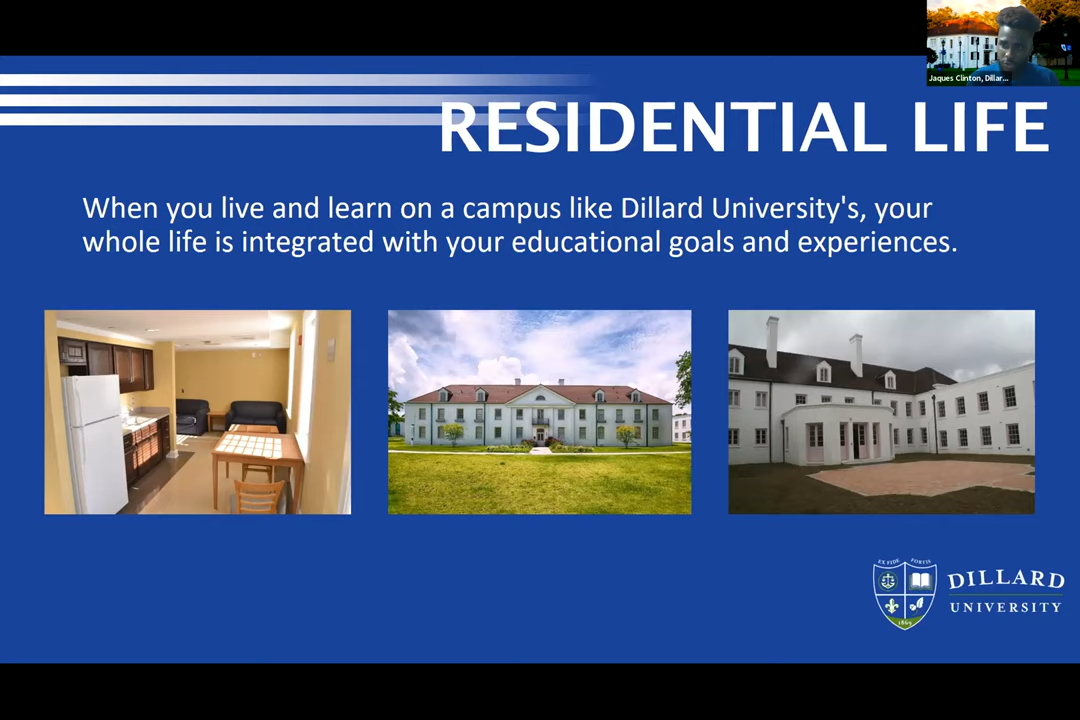 Jaques Clinton, Dillar...
RESIDENTIAL LIFE
When you live and learn on a campus like Dillard University's, your
whole life is integrated with your educational goals and experiences.
EX FIDE FORTIS
1869
DILLARD
UNIVERSITY